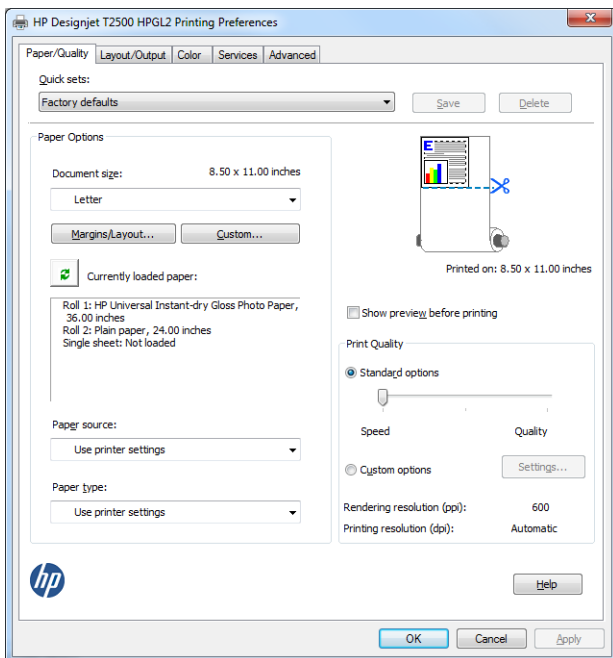 HP Designjet T2500 HPGL2 Printing Preferences
Paper/Quality Layout/Output Color Services Advanced
Quick sets:
Factory defaults
Save Delete
Paper Options
Document size: 8.50 x 11.00 inches
Letter
Margins/Layout... Custom...
Currently loaded paper:
Roll 1: HP Universal Instant-dry Gloss Photo Paper,
36.00 inches
Roll 2: Plain paper, 24.00 inches
Single sheet: Not loaded
Paper source:
Use printer settings
Paper type:
Use printer settings
E
Printed on: 8.50 x 11.00 inches
Show preview before printing
Print Quality
Standard options
Speed Quality
Custom options Settings...
Rendering resolution (ppi): 600
Printing resolution (dpi): Automatic
hp
Help
OK Cancel Apply